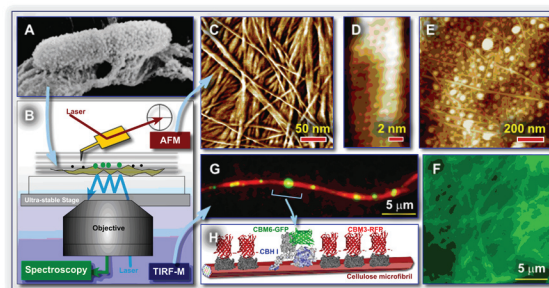 A
B
Laser
AFM
Ultra-stable Stage
Objective
Spectroscopy
Laser
TIRF-M
C
50 nm
D
2 nm
E
200 nm
G
5 µm
F
5 µm
H
CBM6-GFP
CBM3-RFP
CBH I
Cellulose microfibril